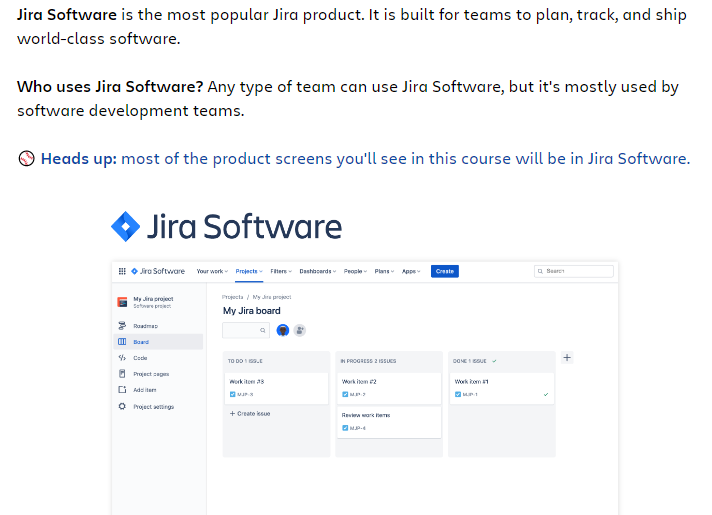 Jira Software is the most popular Jira product. It is built for teams to plan, track, and ship
world-class software.
Who uses Jira Software? Any type of team can use Jira Software, but it's mostly used by
software development teams.
Heads up: most of the product screens you'll see in this course will be in Jira Software.
Jira Software
Jira Software Your work Projects Filters Dashboards People Plans Apps Create Search
My Jira project
Software project
Roadmap
Board
Code
Project pages
Add item
Project settings
Projects / My Jira project
My Jira board
TO DO 1 ISSUE
Work item #3
MJP-3
+ Create issue
IN PROGRESS 2 ISSUES
Work item #2
MJP-2
Review work items
MJP-4
DONE 1 ISSUE
Work item #1
MJP-1